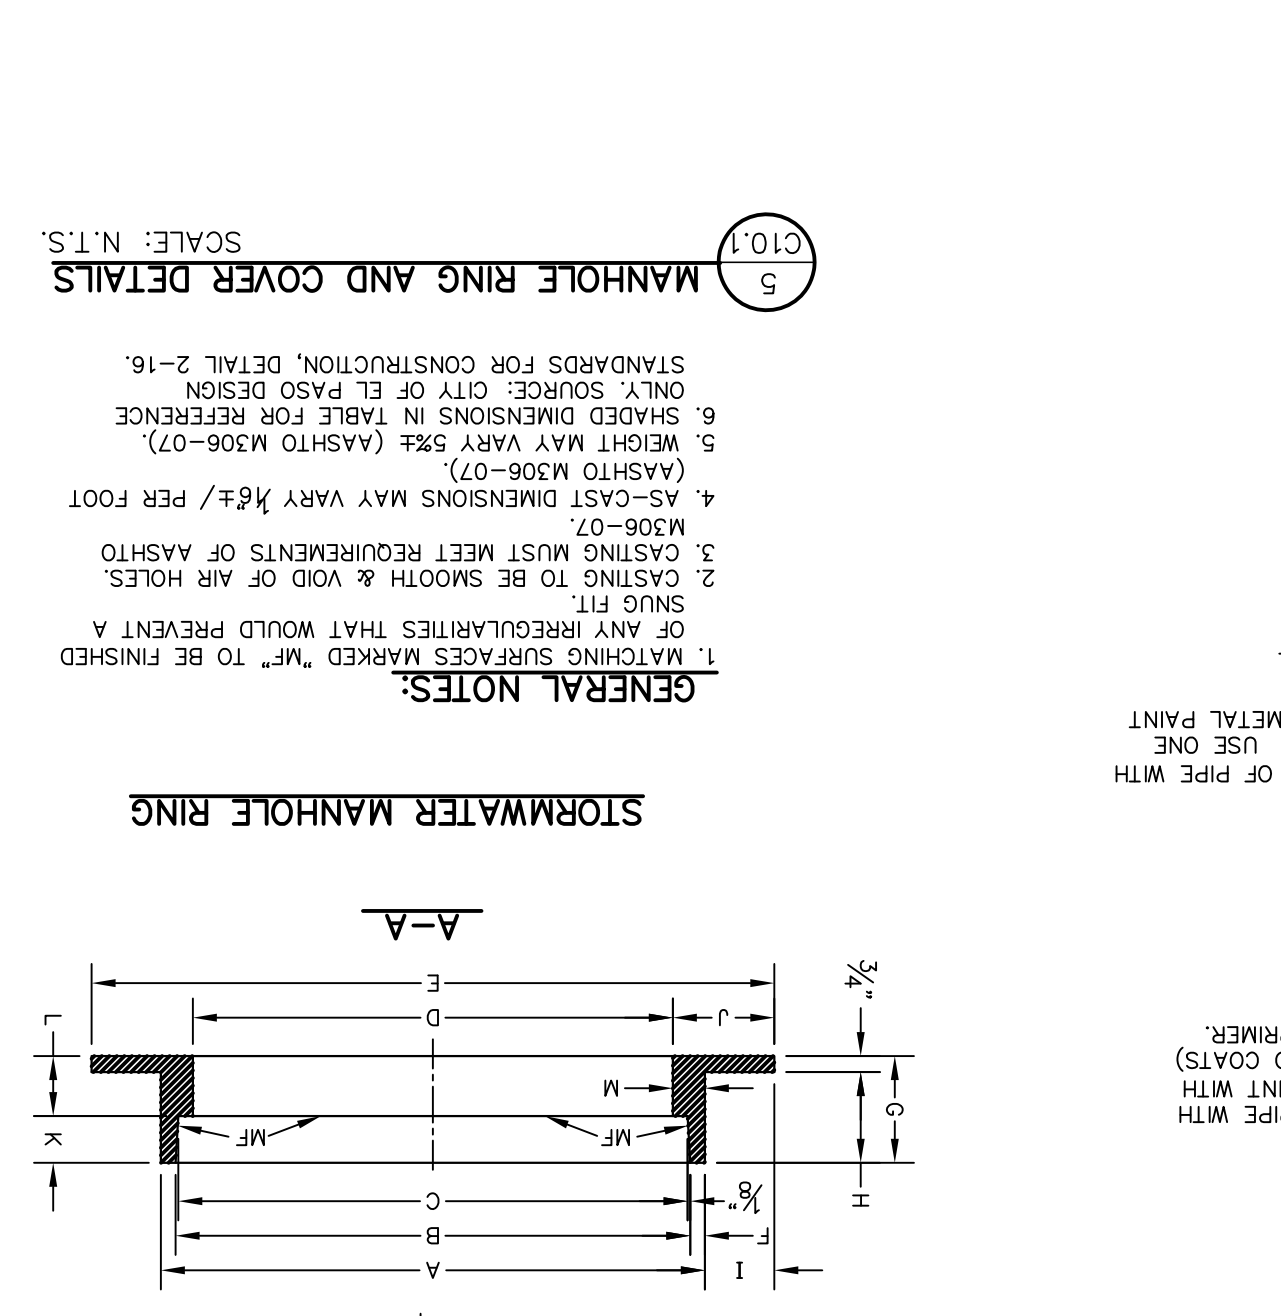 A
I
B
F
C
1/8"
H
MF
MF
K
G
M
L
D
J
E
3/4"
A-A
STORMWATER MANHOLE RING
GENERAL NOTES:
1. MATCHING SURFACES MARKED "MF" TO BE FINISHED
OF ANY IRREGULARITIES THAT WOULD PREVENT A
SNUG FIT.
2. CASTING TO BE SMOOTH & VOID OF AIR HOLES.
3. CASTING MUST MEET REQUIREMENTS OF AASHTO
M306-07.
4. AS-CAST DIMENSIONS MAY VARY 1/16"±/ PER FOOT
(AASHTO M306-07).
5. WEIGHT MAY VARY 5%± (AASHTO M306-07).
6. SHADED DIMENSIONS IN TABLE FOR REFERENCE
ONLY. SOURCE: CITY OF EL PASO DESIGN
STANDARDS FOR CONSTRUCTION, DETAIL 2-16.
5
MANHOLE RING AND COVER DETAILS
C10.1
SCALE: N.T.S.
WITH
WITH
COATS)
OF PIPE WITH
USE ONE
METAL PAINT